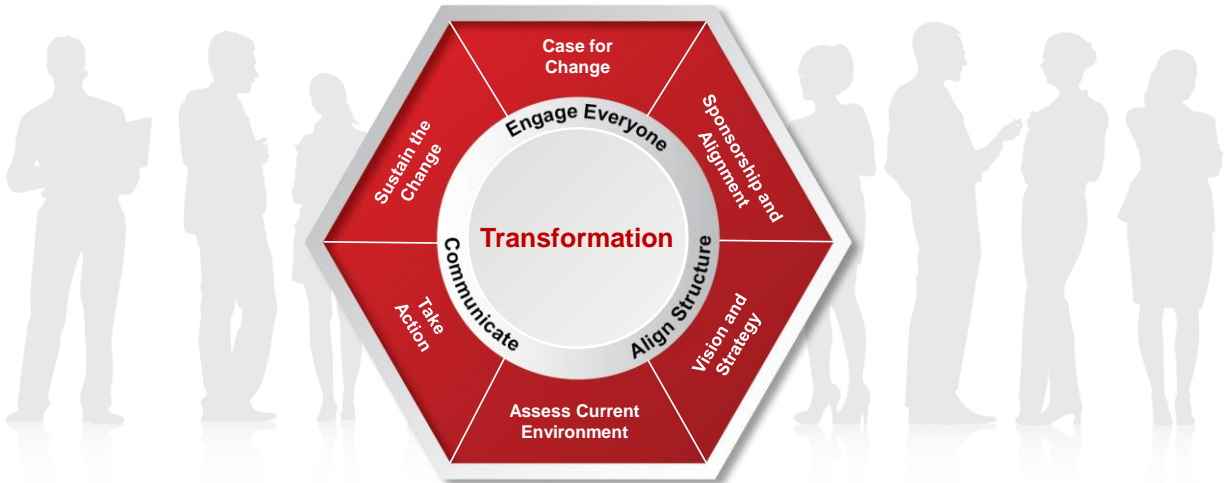 Case for
Change
Sponsorship and
Alignment
Vision and
Strategy
Assess Current
Environment
Take
Action
Sustain the
Change
Engage Everyone
Align Structure
Communicate
Transformation